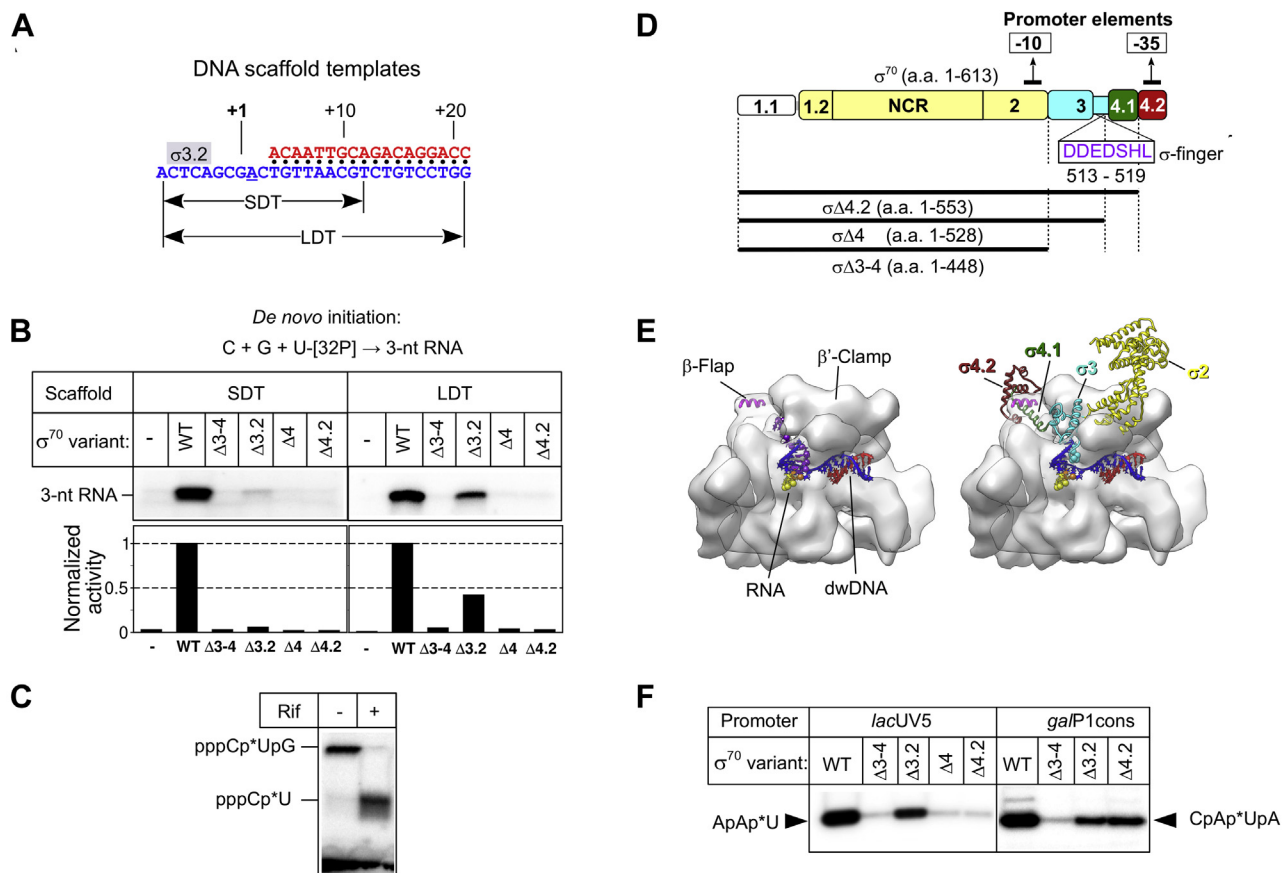 A
DNA scaffold templates
+1 +10 +20
σ3.2
ACAATTGCAGACAGGACC
ACTCAGCGACTGTTAACGTCTGTCCTGG
SDT
LDT
B
De novo initiation:
C + G + U-[32P] → 3-nt RNA
Scaffold SDT LDT
σ70 variant: - WT Δ3-4 Δ3.2 Δ4 Δ4.2 - WT Δ3-4 Δ3.2 Δ4 Δ4.2
3-nt RNA
Normalized activity
1
0.5
0
- WT Δ3-4 Δ3.2 Δ4 Δ4.2 - WT Δ3-4 Δ3.2 Δ4 Δ4.2
C
Rif - +
pppCp*UpG
pppCp*U
D
Promoter elements
-10 -35
σ70 (a.a. 1-613)
1.1 1.2 NCR 2 3 4.1 4.2
DDEDSHL σ-finger
513 - 519
σΔ4.2 (a.a. 1-553)
σΔ4 (a.a. 1-528)
σΔ3-4 (a.a. 1-448)
E
β-Flap β'-Clamp
RNA dwDNA
σ4.2 σ4.1 σ3 σ2
F
Promoter lacUV5 galP1cons
σ70 variant: WT Δ3-4 Δ3.2 Δ4 Δ4.2 WT Δ3-4 Δ3.2 Δ4.2
ApAp*U CpAp*UpA